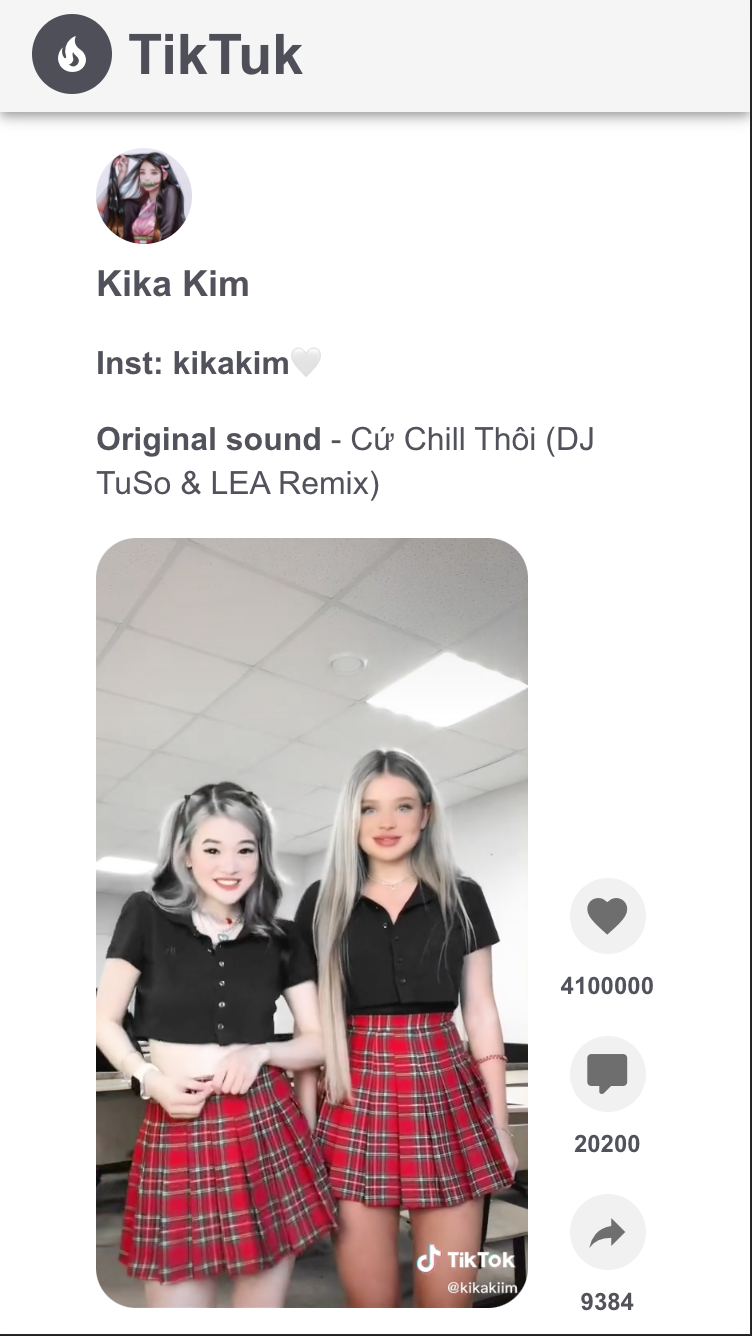 TikTuk
Kika Kim
Inst: kikakim🤍
Original sound - Cứ Chill Thôi (DJ
TuSo & LEA Remix)
4100000
20200
TikTok
@kikakiim
9384